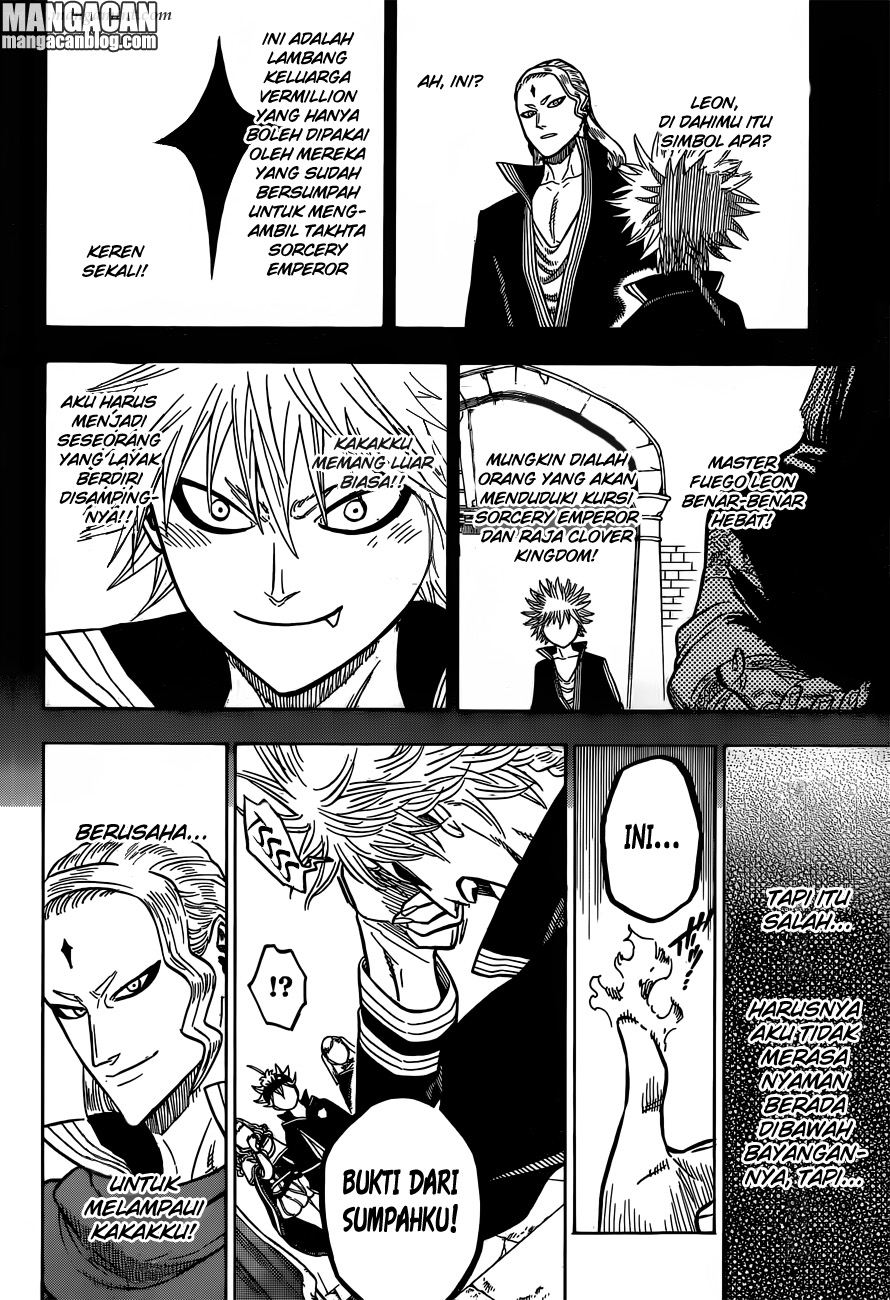 MANGACAN
mangacanblog.com
LEON,
DI DAHIMU ITU
SIMBOL APA?
AH, INI?
INI ADALAH
LAMBANG
KELUARGA
VERMILLION
YANG HANYA
BOLEH DIPAKAI
OLEH MEREKA
YANG SUDAH
BERSUMPAH
UNTUK MENG-
AMBIL TAKHTA
SORCERY
EMPEROR
KEREN
SEKALI!
MASTER
FUEGO LEON
BENAR-BENAR
HEBAT!
MUNGKIN DIALAH
ORANG YANG AKAN
MENDUDUKI KURSI
SORCERY EMPEROR
DAN RAJA CLOVER
KINGDOM!
KAKAKKU
MEMANG LUAR
BIASA!!
AKU HARUS
MENJADI
SESEORANG
YANG LAYAK
BERDIRI
DISAMPING-
NYA!!
TAPI ITU
SALAH...
HARUSNYA
AKU TIDAK
MERASA
NYAMAN
BERADA
DIBAWAH
BAYANGAN-
NYA, TAPI...
INI...
!?
BUKTI DARI
SUMPAHKU!
BERUSAHA...
UNTUK
MELAMPAUI
KAKAKKU!